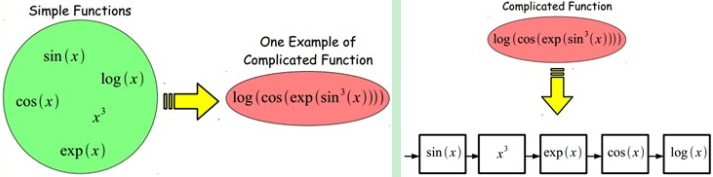 Simple Functions
sin(x)
log(x)
cos(x)
x³
exp(x)
One Example of
Complicated Function
log(cos(exp(sin³(x))))
Complicated Function
log(cos(exp(sin³(x))))
sin(x) x³ exp(x) cos(x) log(x)